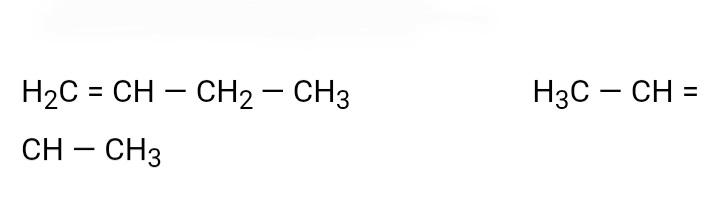 H₂C = CH — CH₂ — CH₃ H₃C — CH =
CH — CH₃